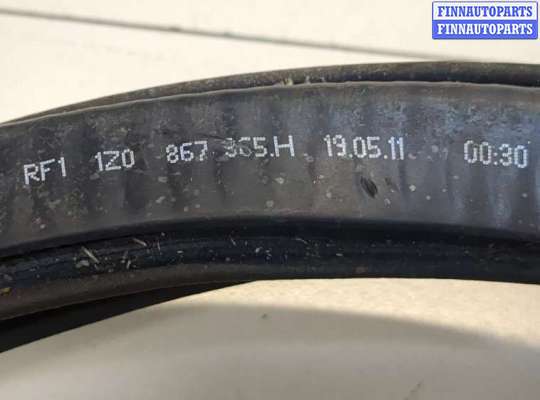 FINNAUTOPARTS
FINNAUTOPARTS
RF1 1Z0 867 365.H 19.05.11 00:30